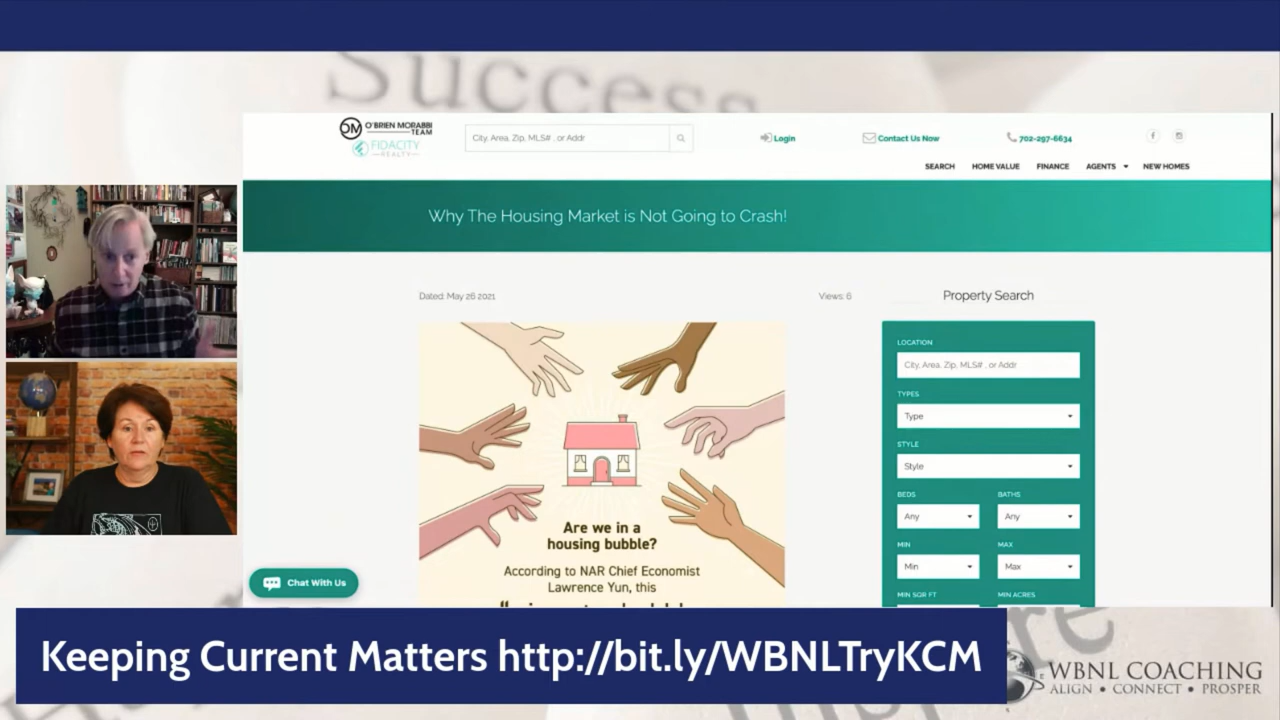 Success
OM O'BRIEN MORABBI
TEAM
FIDACITY
REALTY
City, Area, Zip, MLS# , or Addr
Login
Contact Us Now
702-297-6634
SEARCH HOME VALUE FINANCE AGENTS NEW HOMES
Why The Housing Market is Not Going to Crash!
Dated: May 26 2021
Views: 6
Property Search
LOCATION
City, Area, Zip, MLS# , or Addr
TYPES
Type
STYLE
Style
BEDS BATHS
Any Any
MIN MAX
Min Max
MIN SQR FT MIN ACRES
Are we in a
housing bubble?
According to NAR Chief Economist
Lawrence Yun, this
Chat With Us
Keeping Current Matters http://bit.ly/WBNLTryKCM
WBNL COACHING
ALIGN • CONNECT • PROSPER